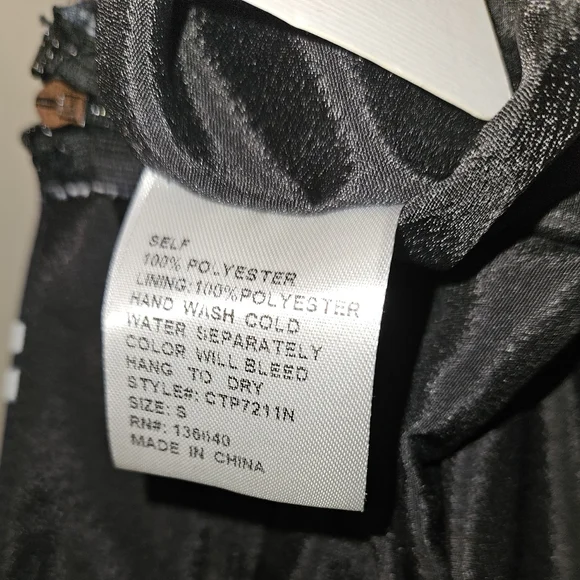 SELF
100% POLYESTER
LINING: 100%POLYESTER
HAND WASH COLD
WATER SEPARATELY
COLOR WILL BLEED
HANG TO DRY
STYLE#: CTP7211N
SIZE: S
RN#: 136640
MADE IN CHINA